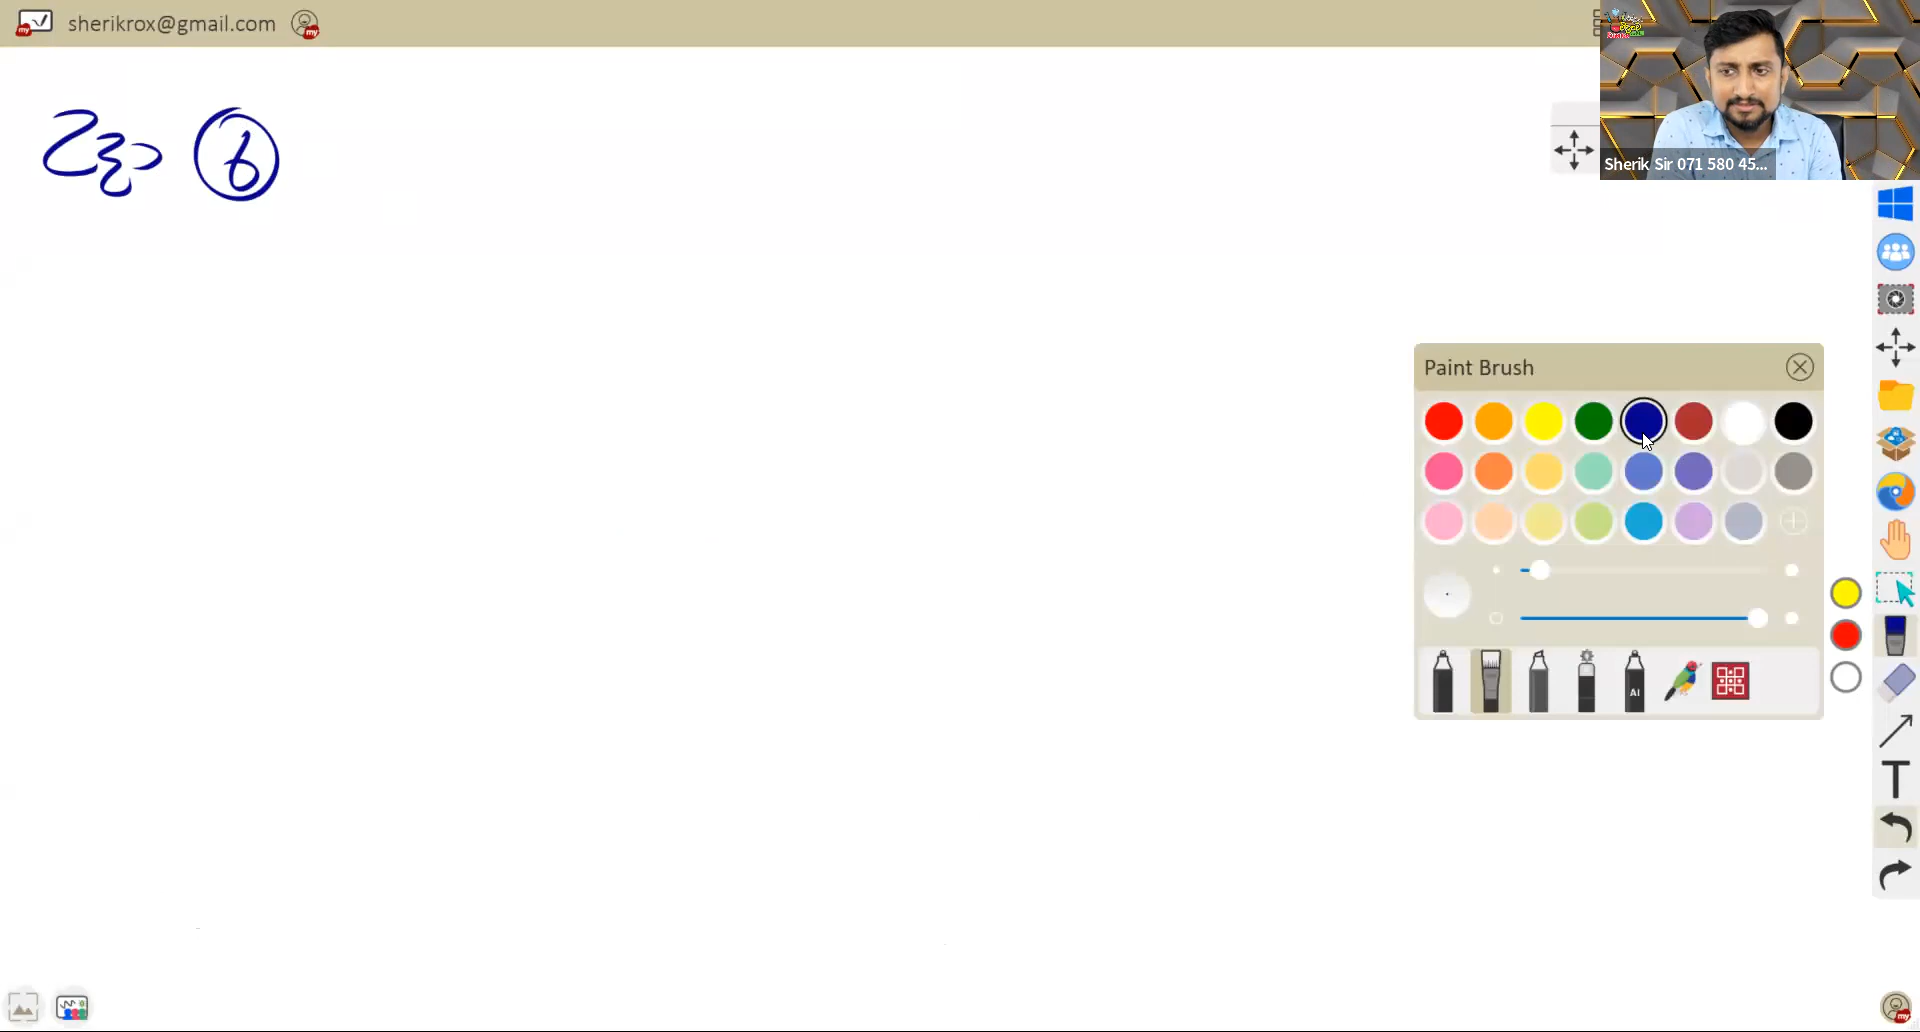 sherikrox@gmail.com
6
Sherik Sir 071 580 45...
Paint Brush
AI
T